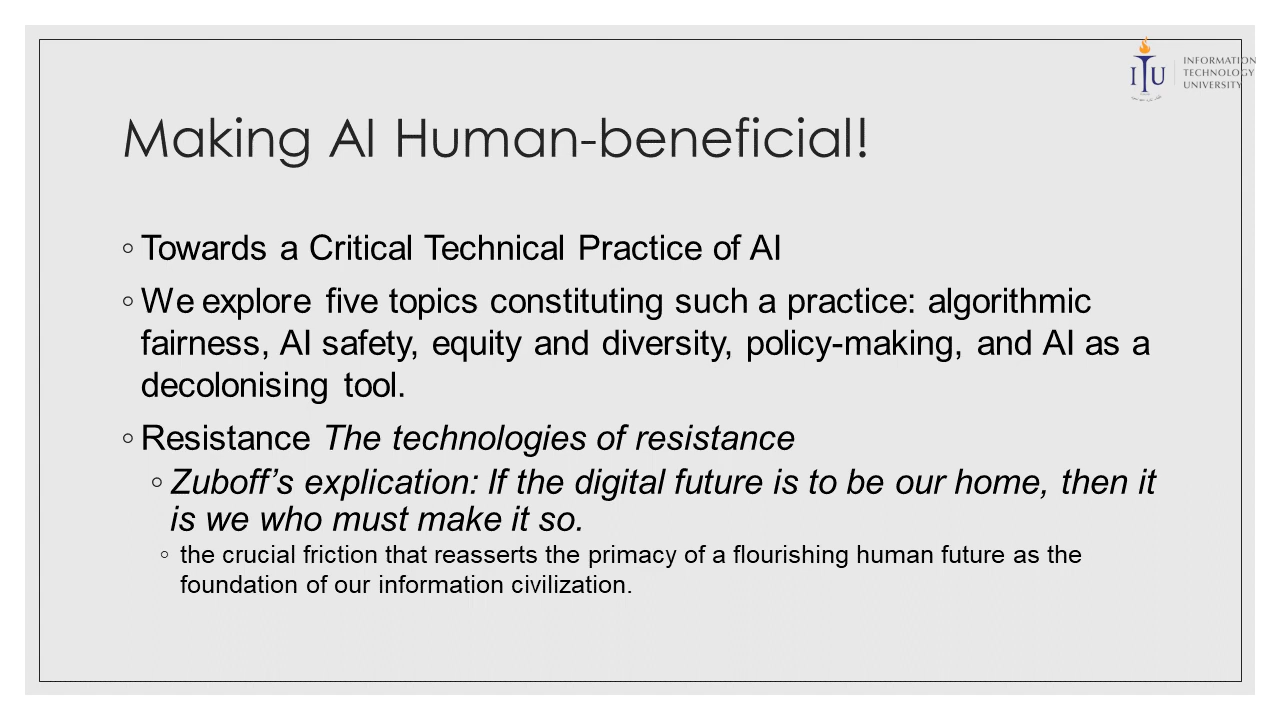 ITU
INFORMATION
TECHNOLOGY
UNIVERSITY
Making AI Human-beneficial!
◦ Towards a Critical Technical Practice of AI
◦ We explore five topics constituting such a practice: algorithmic
fairness, AI safety, equity and diversity, policy-making, and AI as a
decolonising tool.
◦ Resistance The technologies of resistance
◦ Zuboff’s explication: If the digital future is to be our home, then it
is we who must make it so.
◦ the crucial friction that reasserts the primacy of a flourishing human future as the
foundation of our information civilization.